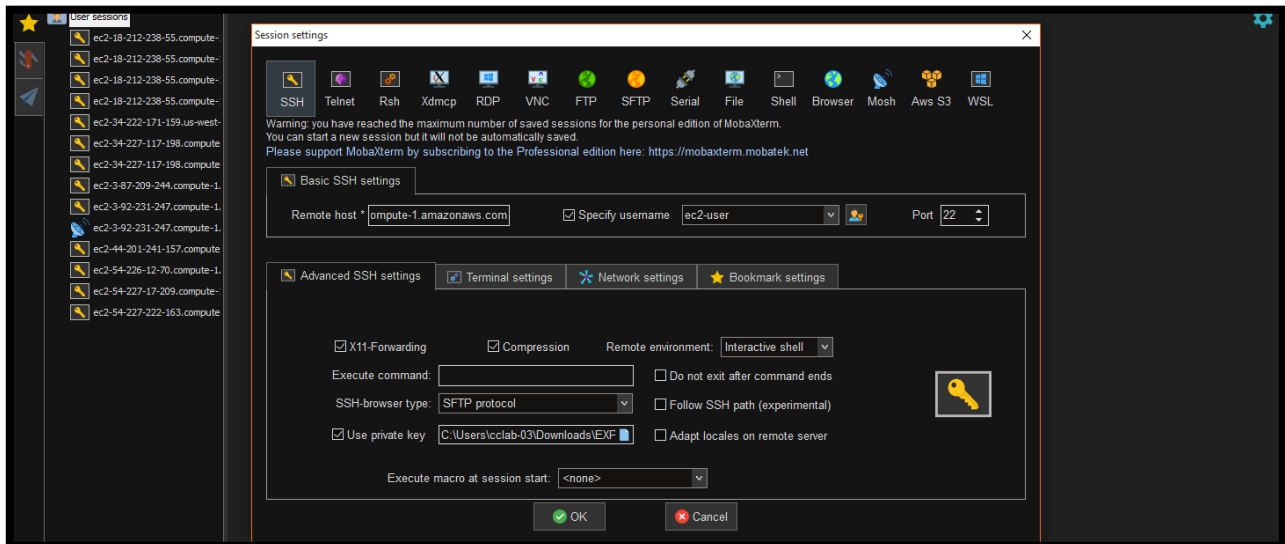 User sessions
ec2-18-212-238-55.compute-
ec2-18-212-238-55.compute-
ec2-18-212-238-55.compute-
ec2-18-212-238-55.compute-
ec2-34-222-171-159.us-west-
ec2-34-227-117-198.compute
ec2-34-227-117-198.compute
ec2-3-87-209-244.compute-1.
ec2-3-92-231-247.compute-1.
ec2-3-92-231-247.compute-1.
ec2-44-201-241-157.compute
ec2-54-226-12-70.compute-1.
ec2-54-227-17-209.compute-
ec2-54-227-222-163.compute
Session settings
SSH Telnet Rsh Xdmcp RDP VNC FTP SFTP Serial File Shell Browser Mosh Aws S3 WSL
Warning: you have reached the maximum number of saved sessions for the personal edition of MobaXterm.
You can start a new session but it will not be automatically saved.
Please support MobaXterm by subscribing to the Professional edition here: https://mobaxterm.mobatek.net
Basic SSH settings
Remote host * ompute-1.amazonaws.com Specify username ec2-user Port 22
Advanced SSH settings Terminal settings Network settings Bookmark settings
X11-Forwarding Compression Remote environment: Interactive shell
Execute command: Do not exit after command ends
SSH-browser type: SFTP protocol Follow SSH path (experimental)
Use private key C:\Users\cclab-03\Downloads\EXF Adapt locales on remote server
Execute macro at session start: <none>
OK Cancel